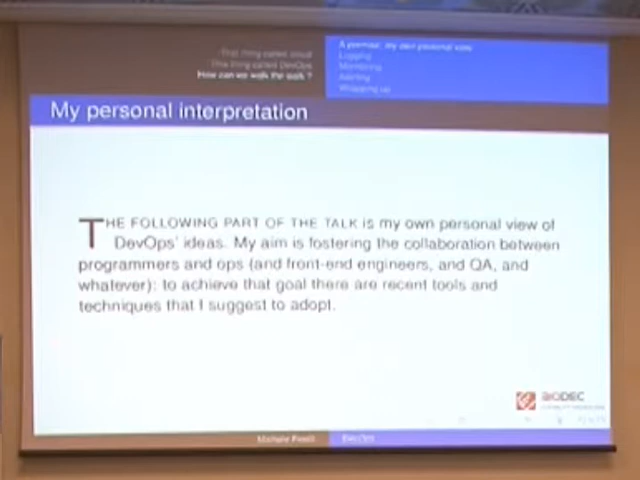 This thing called cloud
This thing called DevOps
How can we walk the walk ?
A premise: my own personal view
Logging
Monitoring
Alerting
Wrapping up
My personal interpretation
THE FOLLOWING PART OF THE TALK is my own personal view of
DevOps' ideas. My aim is fostering the collaboration between
programmers and ops (and front-end engineers, and QA, and
whatever): to achieve that goal there are recent tools and
techniques that I suggest to adopt.
BIODEC
Michele
DevOps